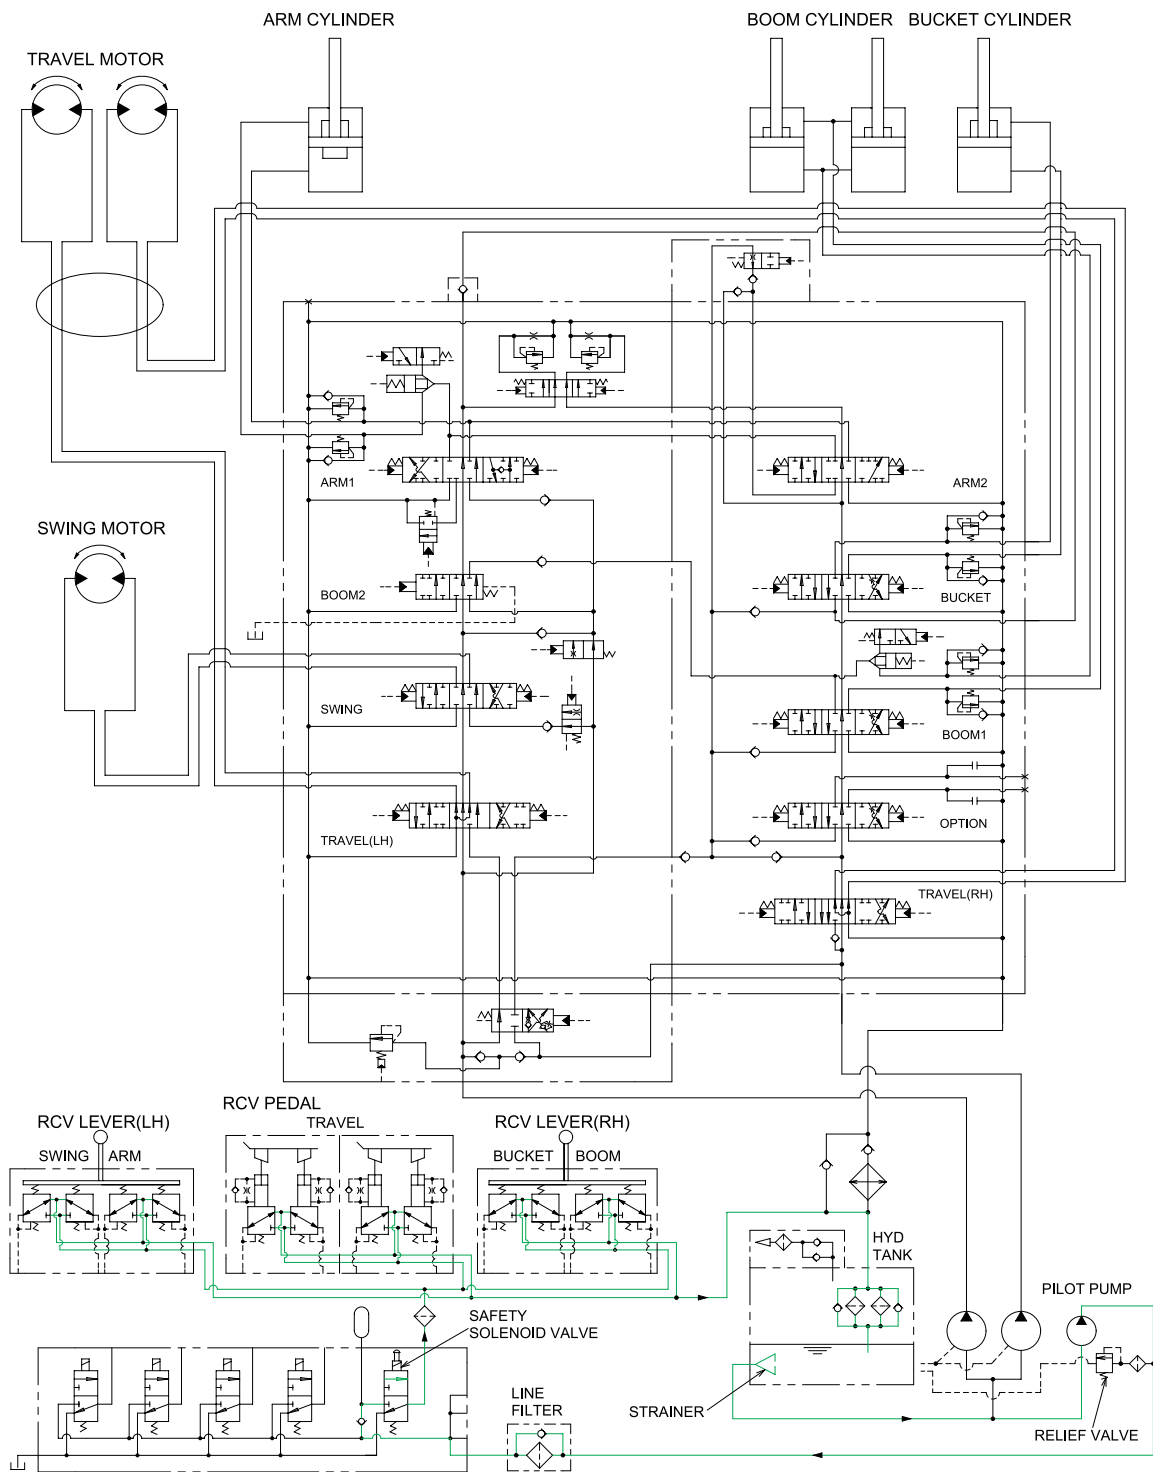 ARM CYLINDER
BOOM CYLINDER
BUCKET CYLINDER
TRAVEL MOTOR
ARM1
ARM2
SWING MOTOR
BOOM2
BUCKET
SWING
BOOM1
OPTION
TRAVEL(LH)
TRAVEL(RH)
RCV LEVER(LH)
SWING
ARM
RCV PEDAL
TRAVEL
RCV LEVER(RH)
BUCKET
BOOM
HYD
TANK
PILOT PUMP
SAFETY
SOLENOID VALVE
LINE
FILTER
STRAINER
RELIEF VALVE